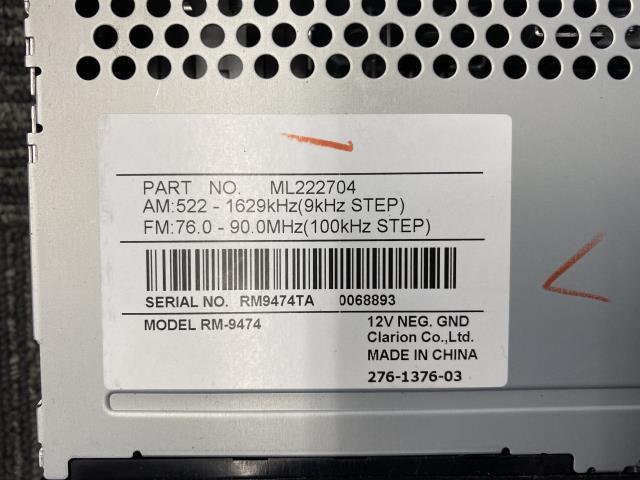 PART NO. ML222704
AM:522 - 1629kHz(9kHz STEP)
FM:76.0 - 90.0MHz(100kHz STEP)
SERIAL NO. RM9474TA 0068893
MODEL RM-9474
12V NEG. GND
Clarion Co.,Ltd.
MADE IN CHINA
276-1376-03